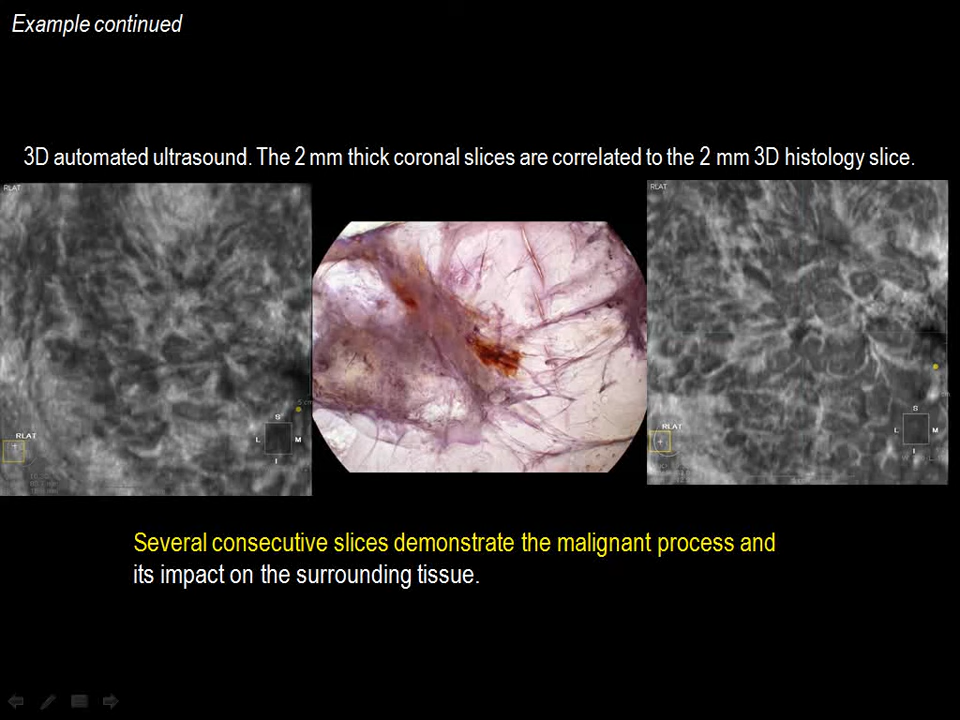 Example continued
3D automated ultrasound. The 2 mm thick coronal slices are correlated to the 2 mm 3D histology slice.
RLAT
RLAT
S
L M
I
RLAT
S
L M
I
RLAT
Several consecutive slices demonstrate the malignant process and
its impact on the surrounding tissue.